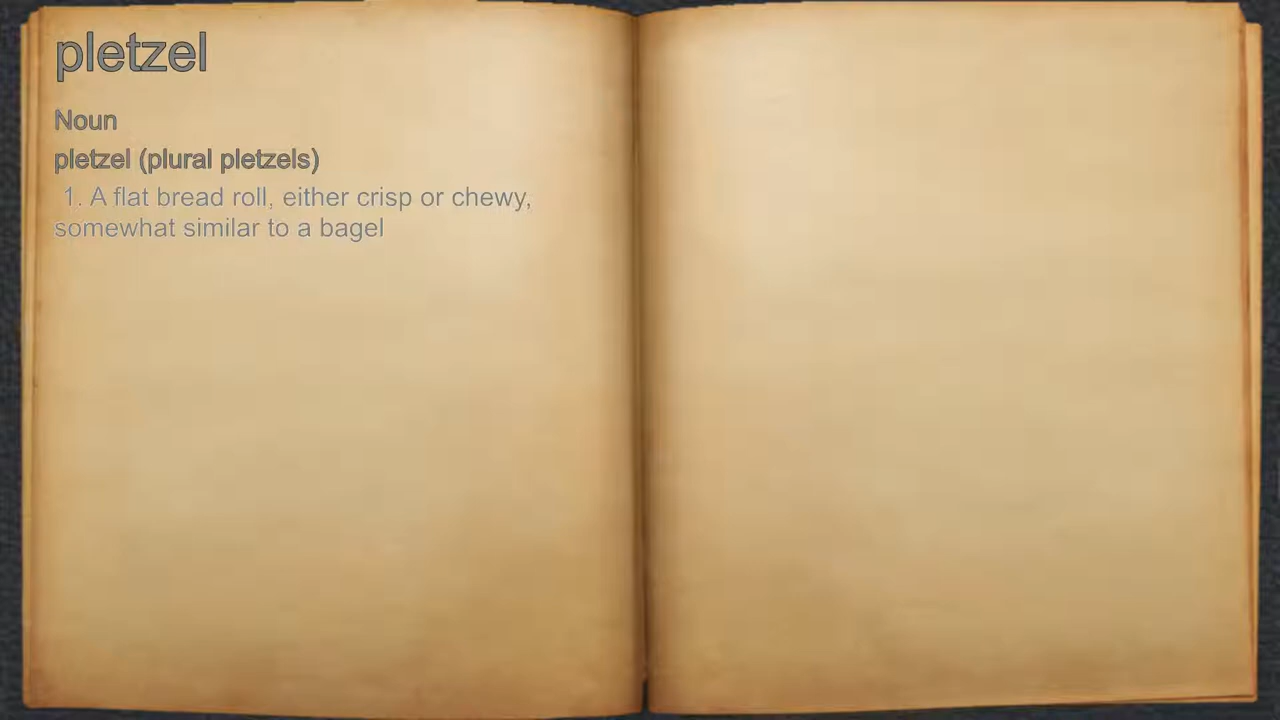 pletzel
Noun
pletzel (plural pletzels)
1. A flat bread roll, either crisp or chewy,
somewhat similar to a bagel